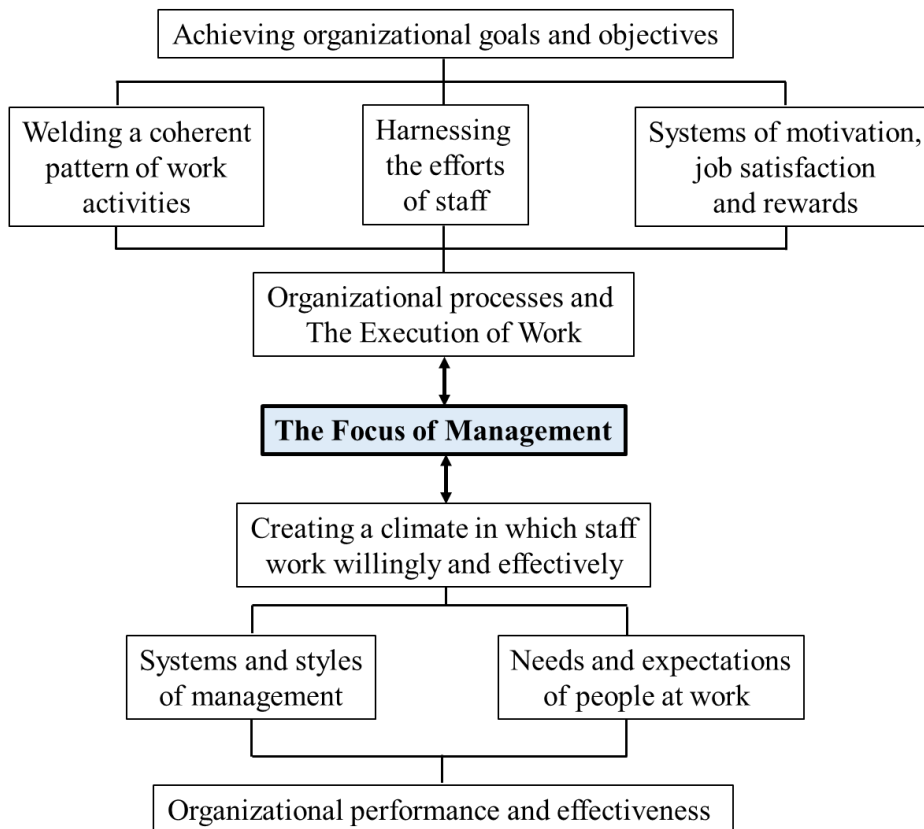 Achieving organizational goals and objectives
Welding a coherent
pattern of work
activities
Harnessing
the efforts
of staff
Systems of motivation,
job satisfaction
and rewards
Organizational processes and
The Execution of Work
The Focus of Management
Creating a climate in which staff
work willingly and effectively
Systems and styles
of management
Needs and expectations
of people at work
Organizational performance and effectiveness